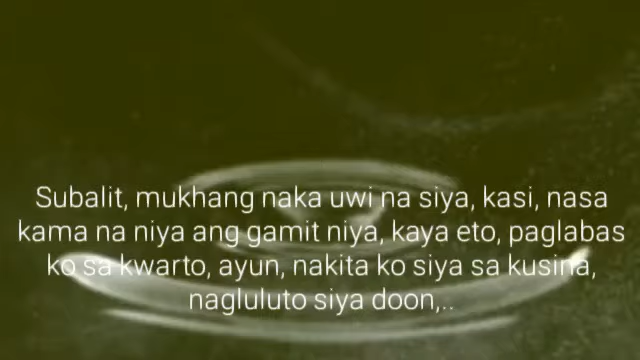 Subalit, mukhang naka uwi na siya, kasi, nasa
kama na niya ang gamit niya, kaya eto, paglabas
ko sa kwarto, ayun, nakita ko siya sa kusina,
nagluluto siya doon,..